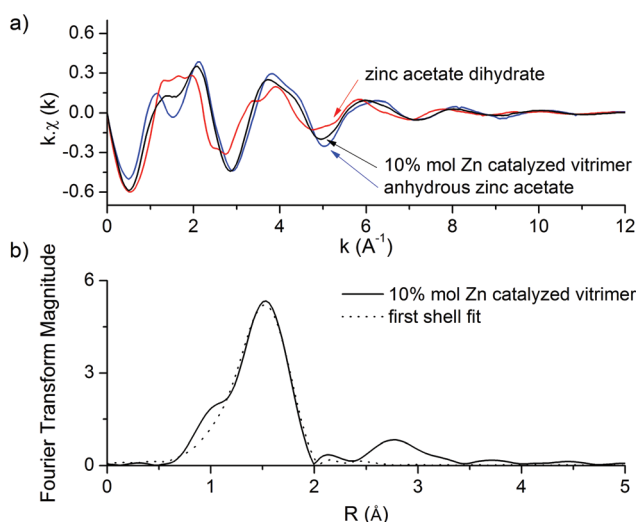 a)
0.6
0.3
0.0
-0.3
-0.6
k.χ (k)
zinc acetate dihydrate
10% mol Zn catalyzed vitrimer
anhydrous zinc acetate
0 2 4 6 8 10 12
k (A⁻¹)
b)
6
3
0
Fourier Transform Magnitude
10% mol Zn catalyzed vitrimer
first shell fit
0 1 2 3 4 5
R (Å)